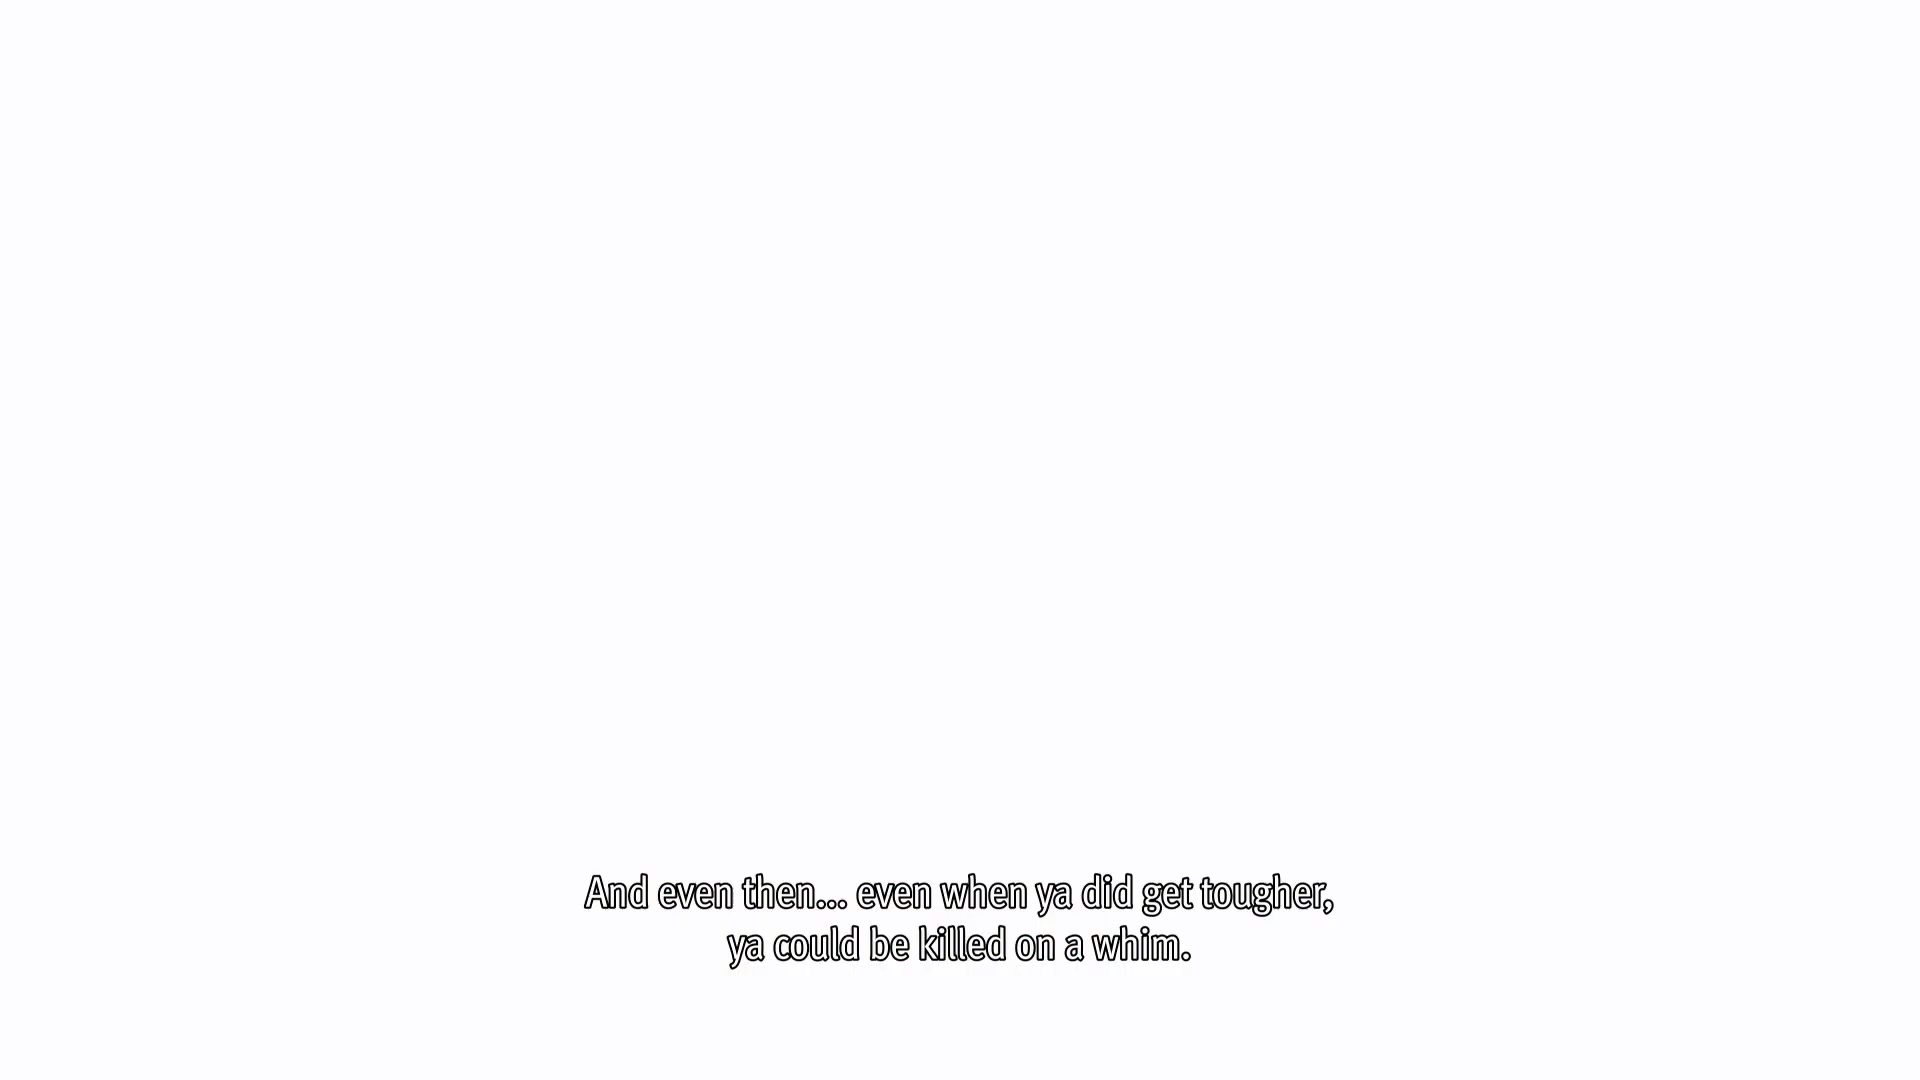 And even then... even when ya did get tougher,
ya could be killed on a whim.